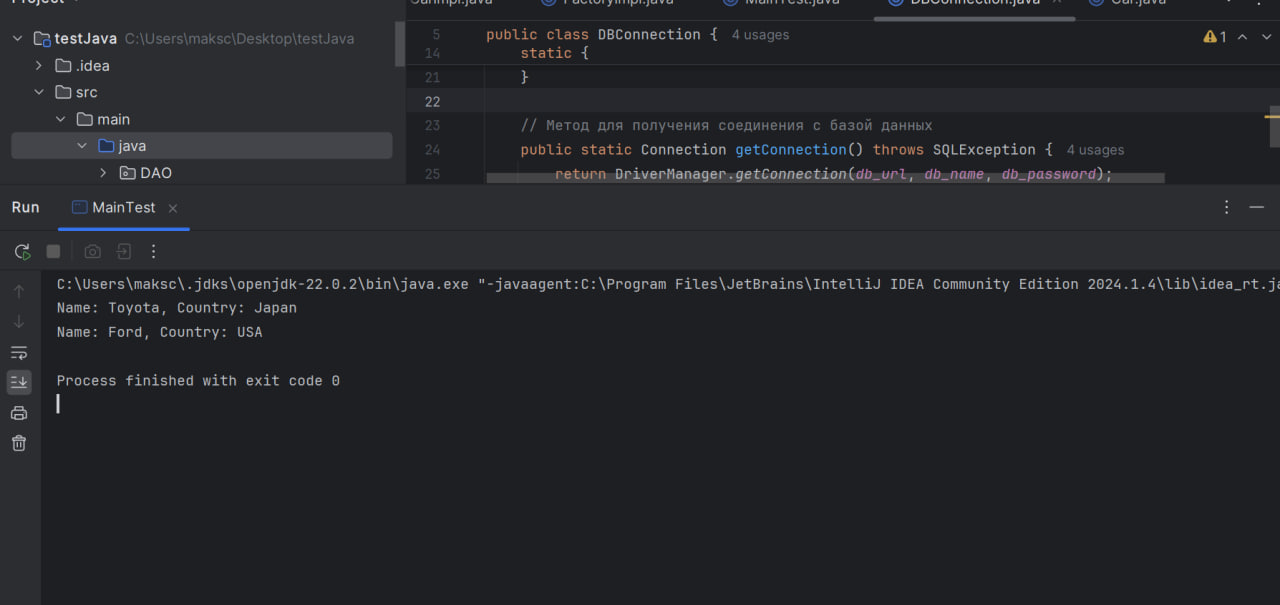 Project
CarImpl.java FactoryImpl.java MainTest.java DBConnection.java Car.java
testJava C:\Users\maksc\Desktop\testJava
.idea
src
main
java
DAO
5 public class DBConnection { 4 usages
14 static {
21 }
22
23 // Метод для получения соединения с базой данных
24 public static Connection getConnection() throws SQLException { 4 usages
25 return DriverManager.getConnection(db_url, db_name, db_password);
1
Run MainTest
C:\Users\maksc\.jdks\openjdk-22.0.2\bin\java.exe "-javaagent:C:\Program Files\JetBrains\IntelliJ IDEA Community Edition 2024.1.4\lib\idea_rt.ja
Name: Toyota, Country: Japan
Name: Ford, Country: USA
Process finished with exit code 0